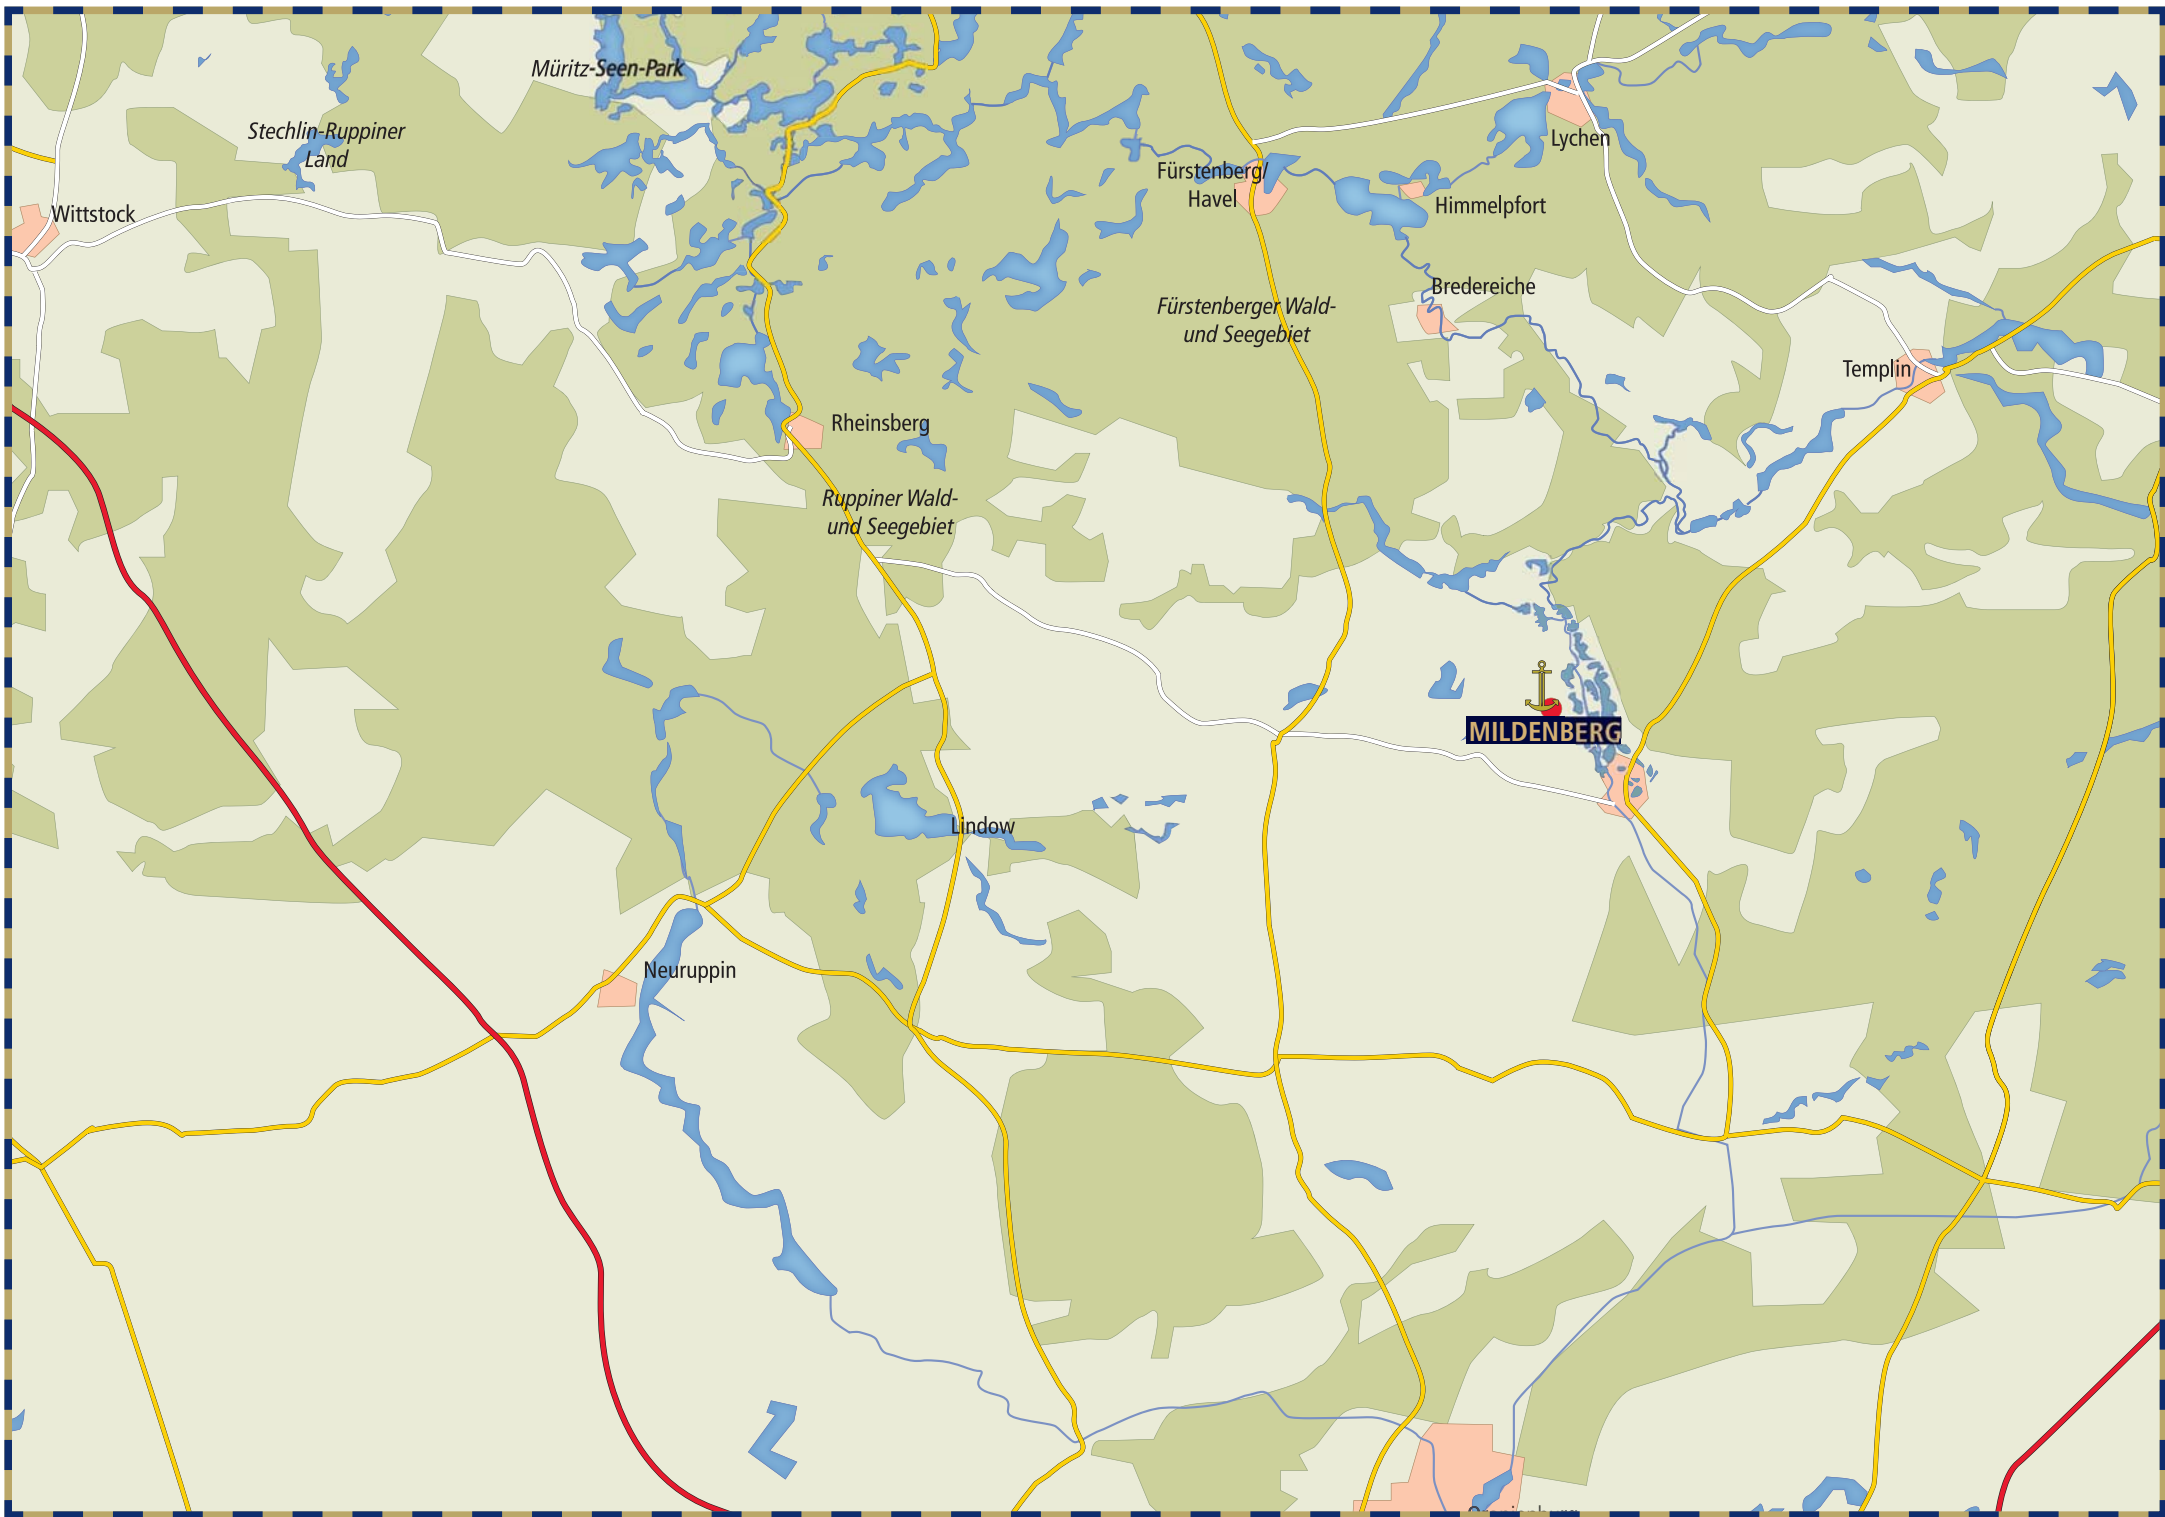 Müritz-Seen-Park
Stechlin-Ruppiner
Land
Lychen
Fürstenberg/
Havel
Himmelpfort
Wittstock
Bredereiche
Fürstenberger Wald-
und Seegebiet
Templin
Rheinsberg
Ruppiner Wald-
und Seegebiet
MILDENBERG
Lindow
Neuruppin